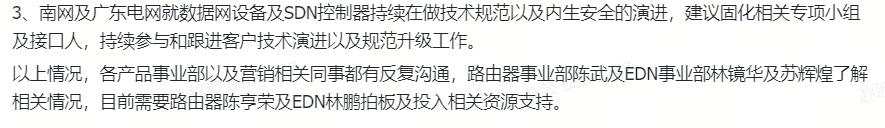 3、南网及广东电网就数据网设备及SDN控制器持续在做技术规范以及内生安全的演进，建议固化相关专项小组
及接口人，持续参与和跟进客户技术演进以及规范升级工作。
以上情况，各产品事业部以及营销相关同事都有反复沟通，路由器事业部陈武及EDN事业部林镜华及苏辉煌了解
相关情况，目前需要路由器陈亨荣及EDN林鹏拍板及投入相关资源支持。